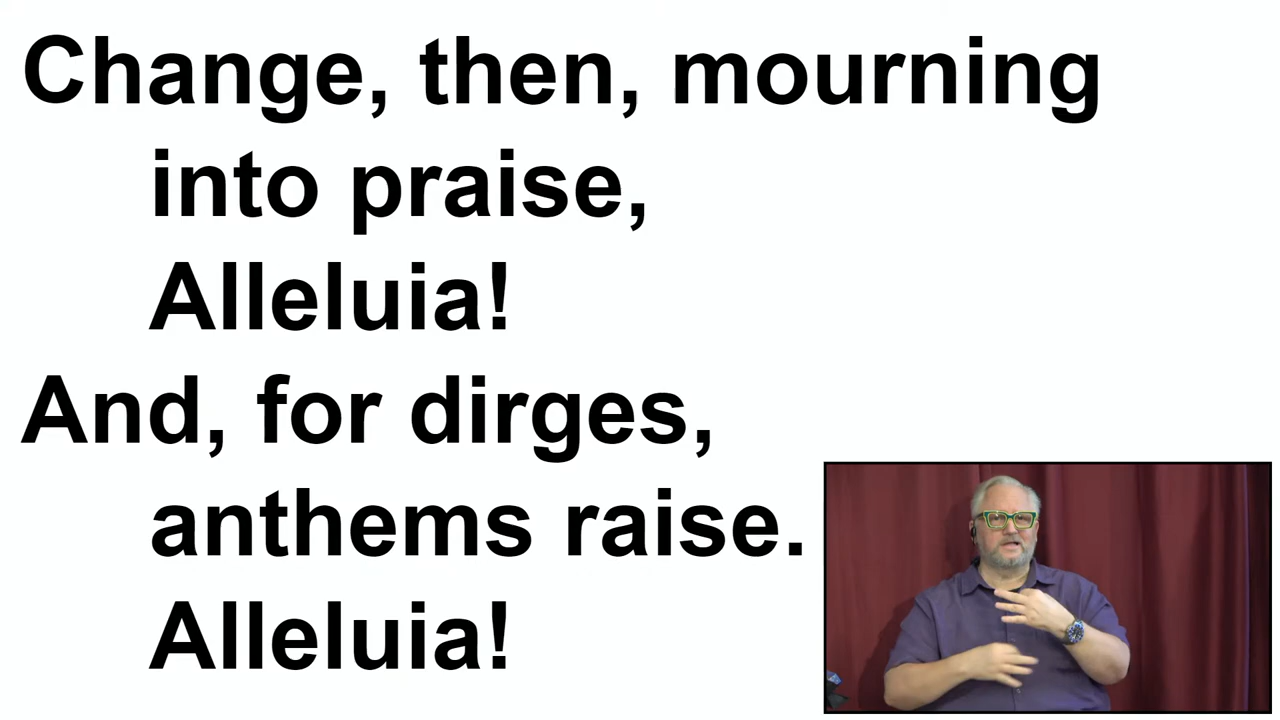 Change, then, mourning
into praise,
Alleluia!
And, for dirges,
anthems raise.
Alleluia!